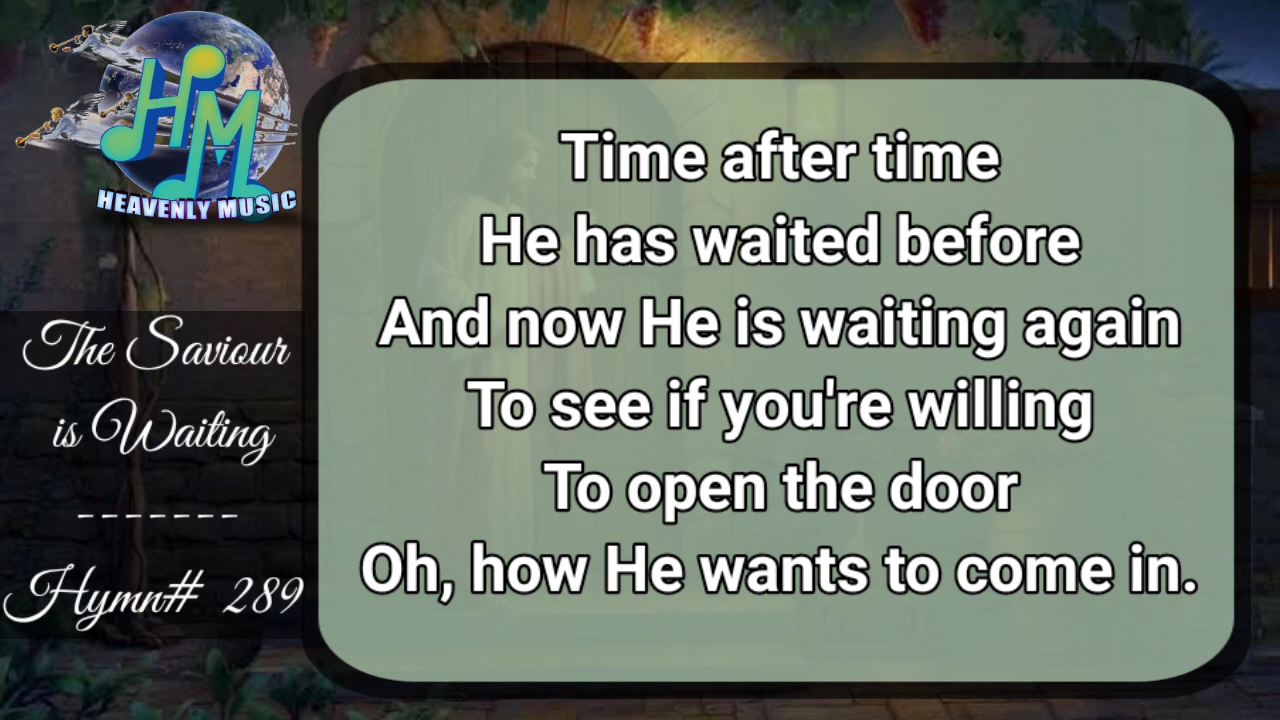 HM
HEAVENLY MUSIC
The Saviour
is Waiting
-------
Hymn# 289
Time after time
He has waited before
And now He is waiting again
To see if you're willing
To open the door
Oh, how He wants to come in.